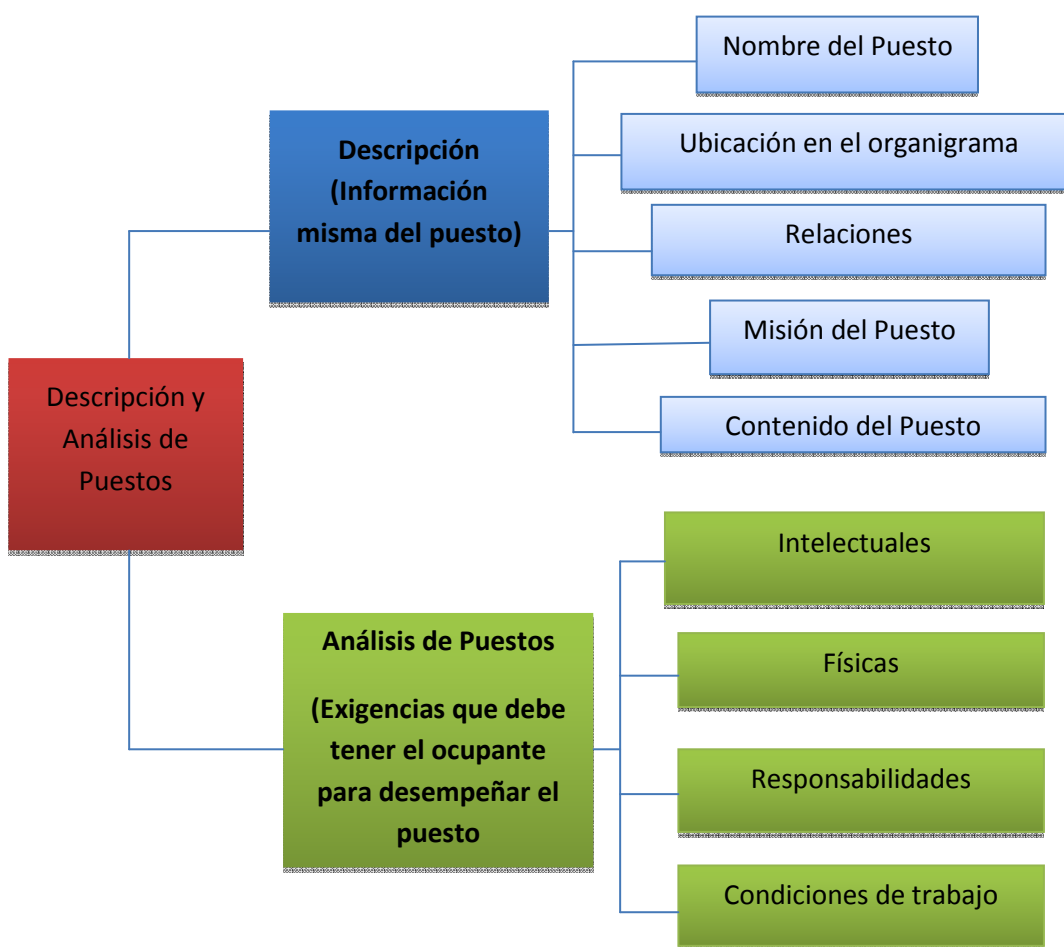 Nombre del Puesto
Descripción
(Información
misma del puesto)
Ubicación en el organigrama
Relaciones
Misión del Puesto
Contenido del Puesto
Descripción y
Análisis de
Puestos
Análisis de Puestos
(Exigencias que debe
tener el ocupante
para desempeñar el
puesto
Intelectuales
Físicas
Responsabilidades
Condiciones de trabajo